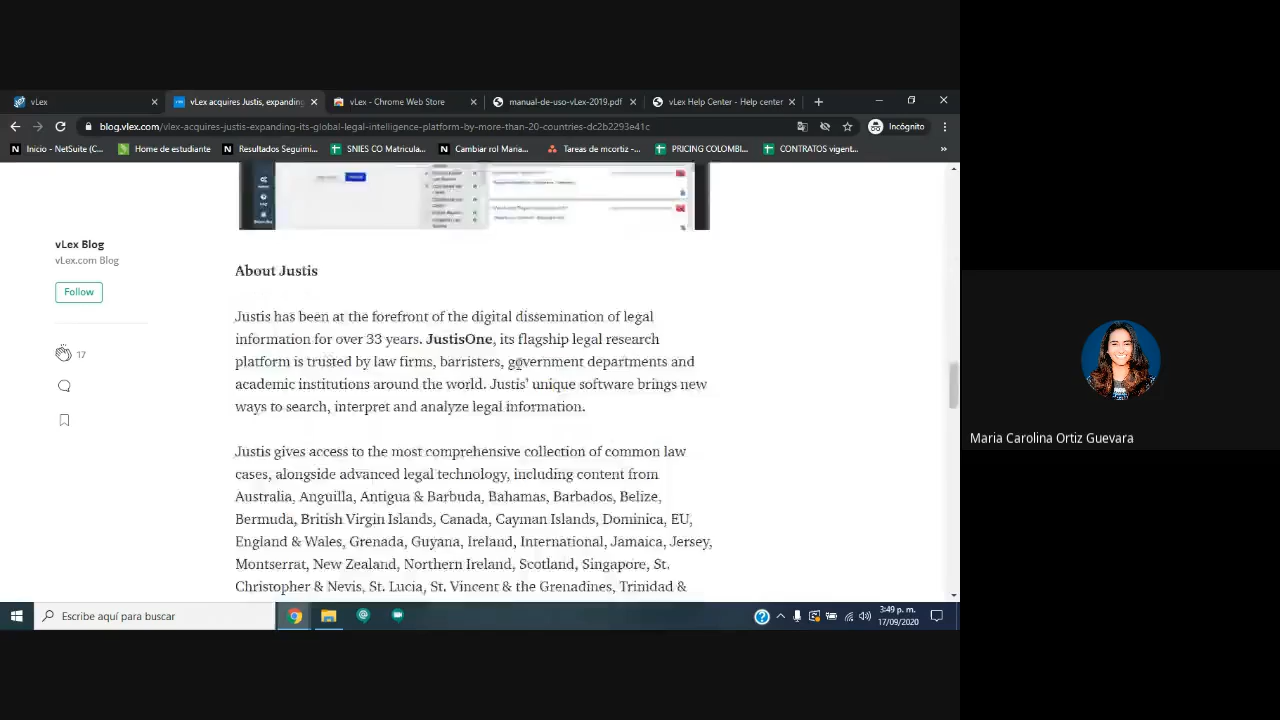 vLex
vLex acquires Justis, expanding
vLex - Chrome Web Store
manual-de-uso-vLex-2019.pdf
vLex Help Center - Help center
blog.vlex.com/vlex-acquires-justis-expanding-its-global-legal-intelligence-platform-by-more-than-20-countries-dc2b2293e41c
Incógnito
Inicio - NetSuite (C...
Home de estudiante
Resultados Seguimi...
SNIES CO Matricula...
Cambiar rol Maria...
Tareas de mcortiz -...
PRICING COLOMBI...
CONTRATOS vigent...
»
vLex Blog
vLex.com Blog
Follow
17
About Justis
Justis has been at the forefront of the digital dissemination of legal
information for over 33 years. JustisOne, its flagship legal research
platform is trusted by law firms, barristers, government departments and
academic institutions around the world. Justis' unique software brings new
ways to search, interpret and analyze legal information.
Justis gives access to the most comprehensive collection of common law
cases, alongside advanced legal technology, including content from
Australia, Anguilla, Antigua & Barbuda, Bahamas, Barbados, Belize,
Bermuda, British Virgin Islands, Canada, Cayman Islands, Dominica, EU,
England & Wales, Grenada, Guyana, Ireland, International, Jamaica, Jersey,
Montserrat, New Zealand, Northern Ireland, Scotland, Singapore, St.
Christopher & Nevis, St. Lucia, St. Vincent & the Grenadines, Trinidad &
Maria Carolina Ortiz Guevara
Escribe aquí para buscar
3:49 p. m.
17/09/2020